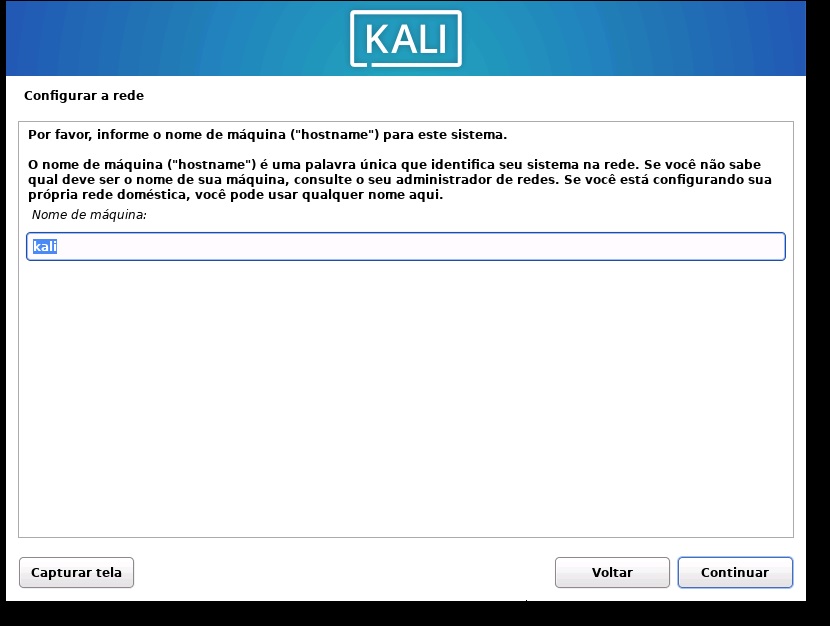 KALI
Configurar a rede
Por favor, informe o nome de máquina ("hostname") para este sistema.
O nome de máquina ("hostname") é uma palavra única que identifica seu sistema na rede. Se você não sabe
qual deve ser o nome de sua máquina, consulte o seu administrador de redes. Se você está configurando sua
própria rede doméstica, você pode usar qualquer nome aqui.
Nome de máquina:
kali
Capturar tela
Voltar
Continuar